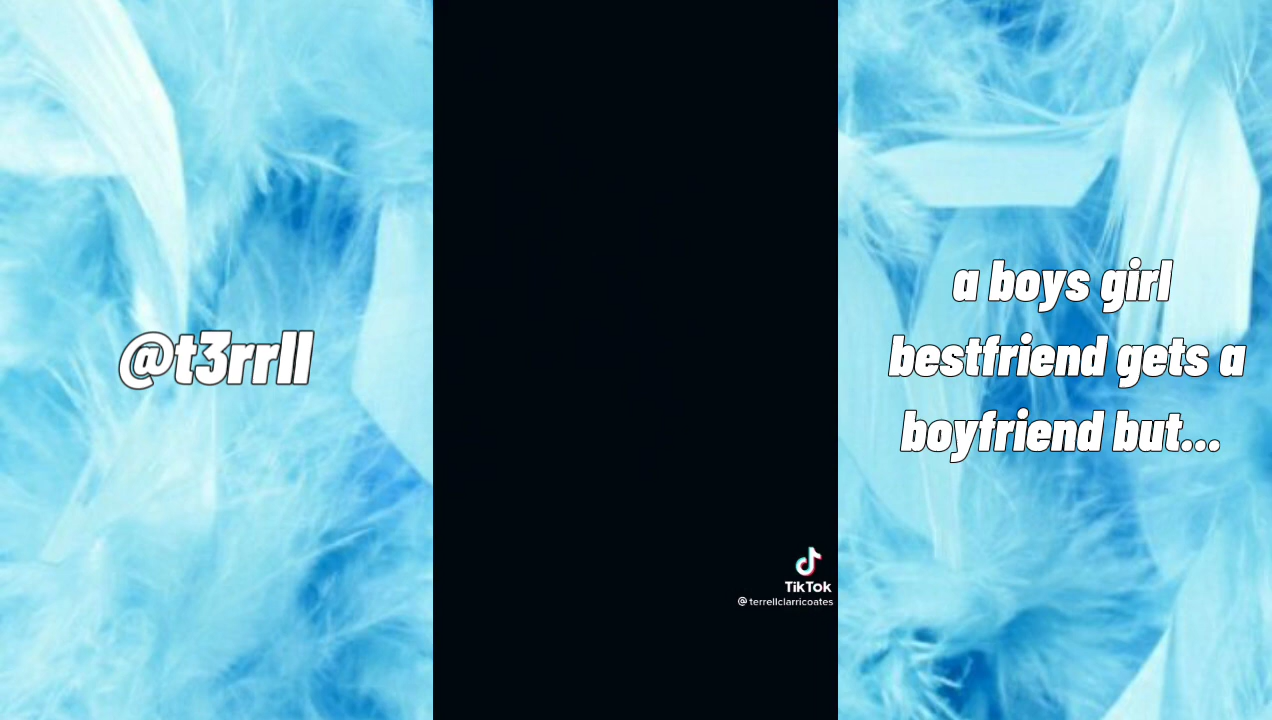 @t3rrll
a boys girl
bestfriend gets a
boyfriend but...
TikTok
@terrellclarricoates